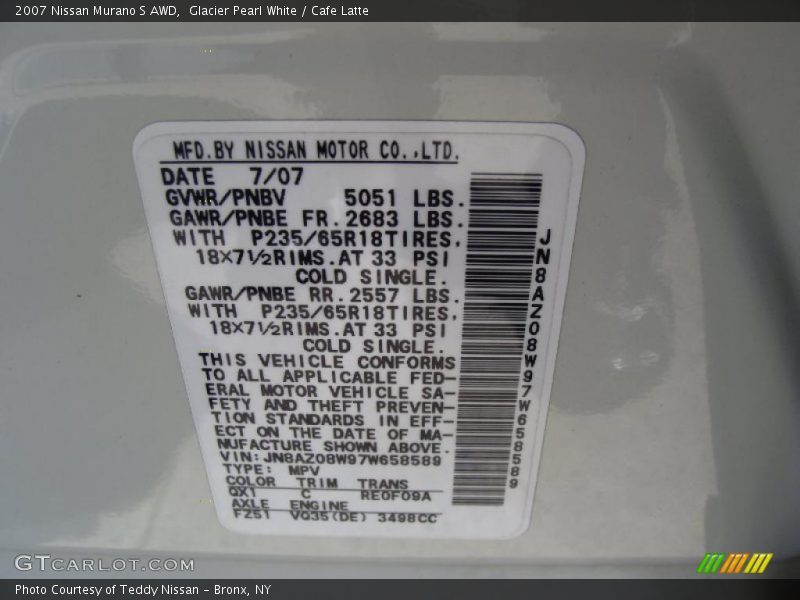 2007 Nissan Murano S AWD,  Glacier Pearl White / Cafe Latte
MFD.BY NISSAN MOTOR CO.,LTD.
DATE 7/07
GVWR/PNBV 5051 LBS.
GAWR/PNBE FR. 2683 LBS.
WITH P235/65R18TIRES,
18×7½RIMS.AT 33 PSI
COLD SINGLE.
GAWR/PNBE RR. 2557 LBS.
WITH P235/65R18TIRES,
18×7½RIMS.AT 33 PSI
COLD SINGLE.
THIS VEHICLE CONFORMS
TO ALL APPLICABLE FED-
ERAL MOTOR VEHICLE SA-
FETY AND THEFT PREVEN-
TION STANDARDS IN EFF-
ECT ON THE DATE OF MA-
NUFACTURE SHOWN ABOVE.
VIN:JN8AZ08W97W658589
TYPE: MPV
COLOR TRIM TRANS
QX1 C RE0F09A
AXLE ENGINE
FZ51 VQ35(DE) 3498CC
JN8AZ08W97W658589
GTCARLOT.COM
Photo Courtesy of Teddy Nissan - Bronx, NY